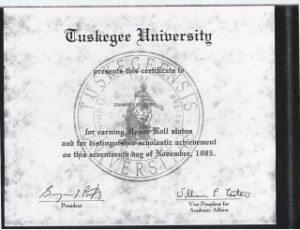 Tuskegee University
presents this certificate to
for earning Honor Roll status
and for distinguished scholastic achievement
on this seventeenth day of November, 1985.
President
Vice President for
Academic Affairs